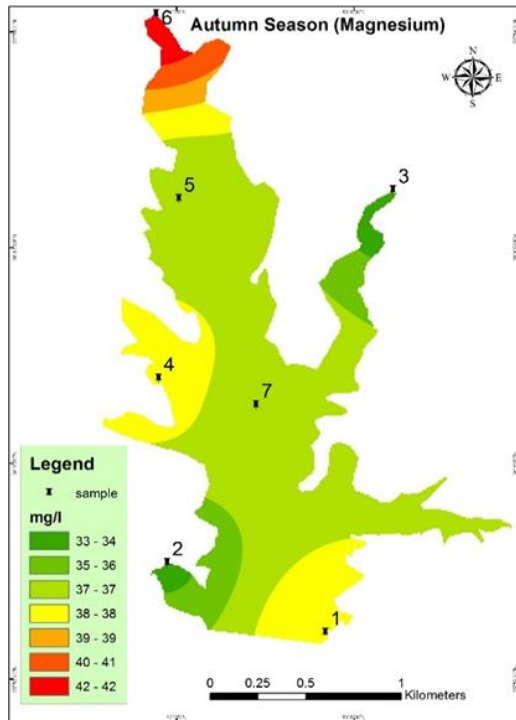 Autumn Season (Magnesium)
6
N
W E
S
3
5
4
7
2
1
Legend
sample
mg/l
33 - 34
35 - 36
37 - 37
38 - 38
39 - 39
40 - 41
42 - 42
0 0.25 0.5 1
Kilometers